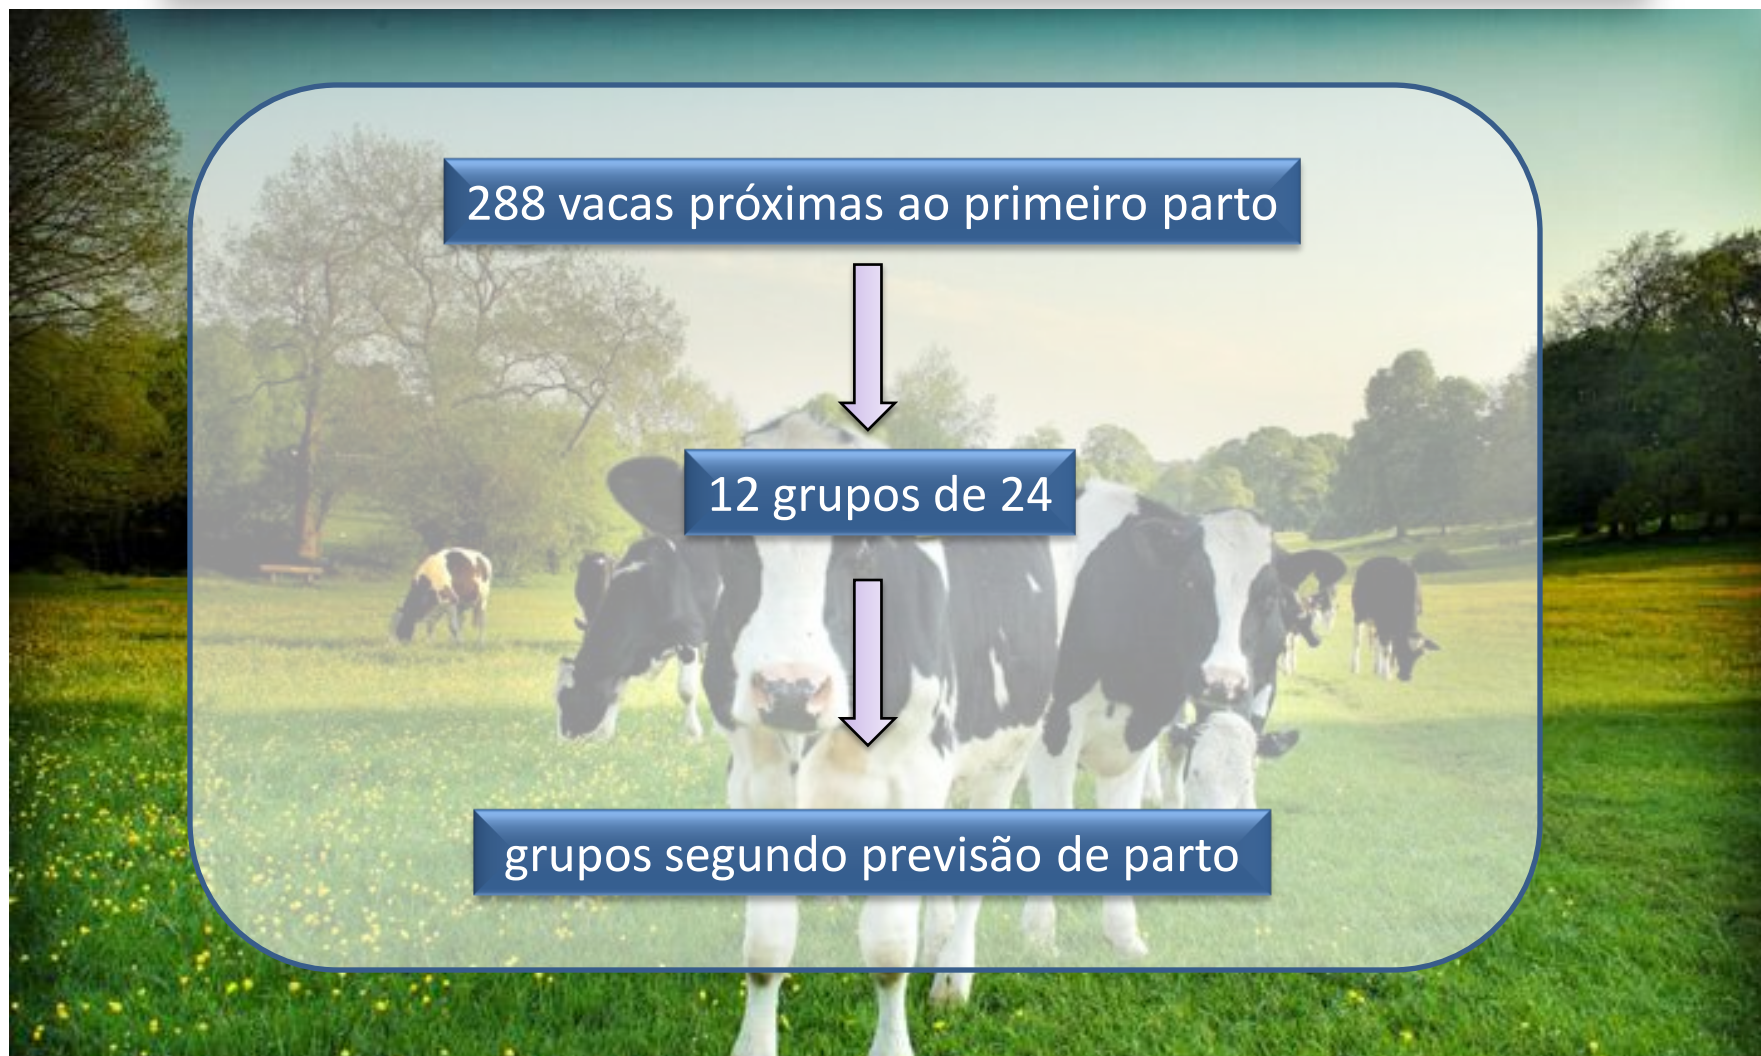 288 vacas próximas ao primeiro parto
12 grupos de 24
grupos segundo previsão de parto